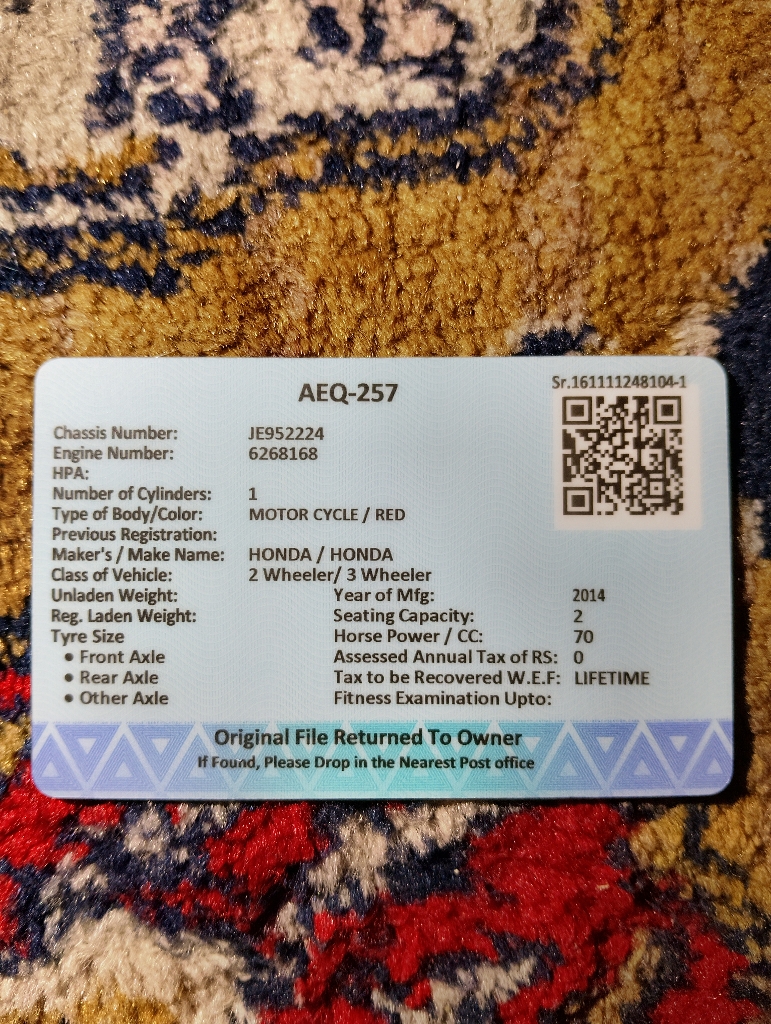 AEQ-257
Sr.161111248104-1
Chassis Number: JE952224
Engine Number: 6268168
HPA:
Number of Cylinders: 1
Type of Body/Color: MOTOR CYCLE / RED
Previous Registration:
Maker's / Make Name: HONDA / HONDA
Class of Vehicle: 2 Wheeler/ 3 Wheeler
Unladen Weight: Year of Mfg: 2014
Reg. Laden Weight: Seating Capacity: 2
Tyre Size Horse Power / CC: 70
• Front Axle Assessed Annual Tax of RS: 0
• Rear Axle Tax to be Recovered W.E.F: LIFETIME
• Other Axle Fitness Examination Upto:
Original File Returned To Owner
If Found, Please Drop in the Nearest Post office